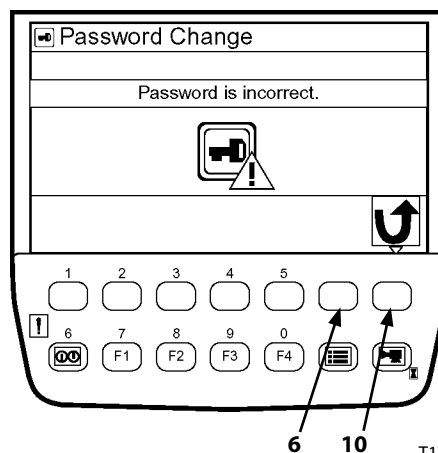 Password Change
Password is incorrect.
1 2 3 4 5
6 7 8 9 0
F1 F2 F3 F4
6 10